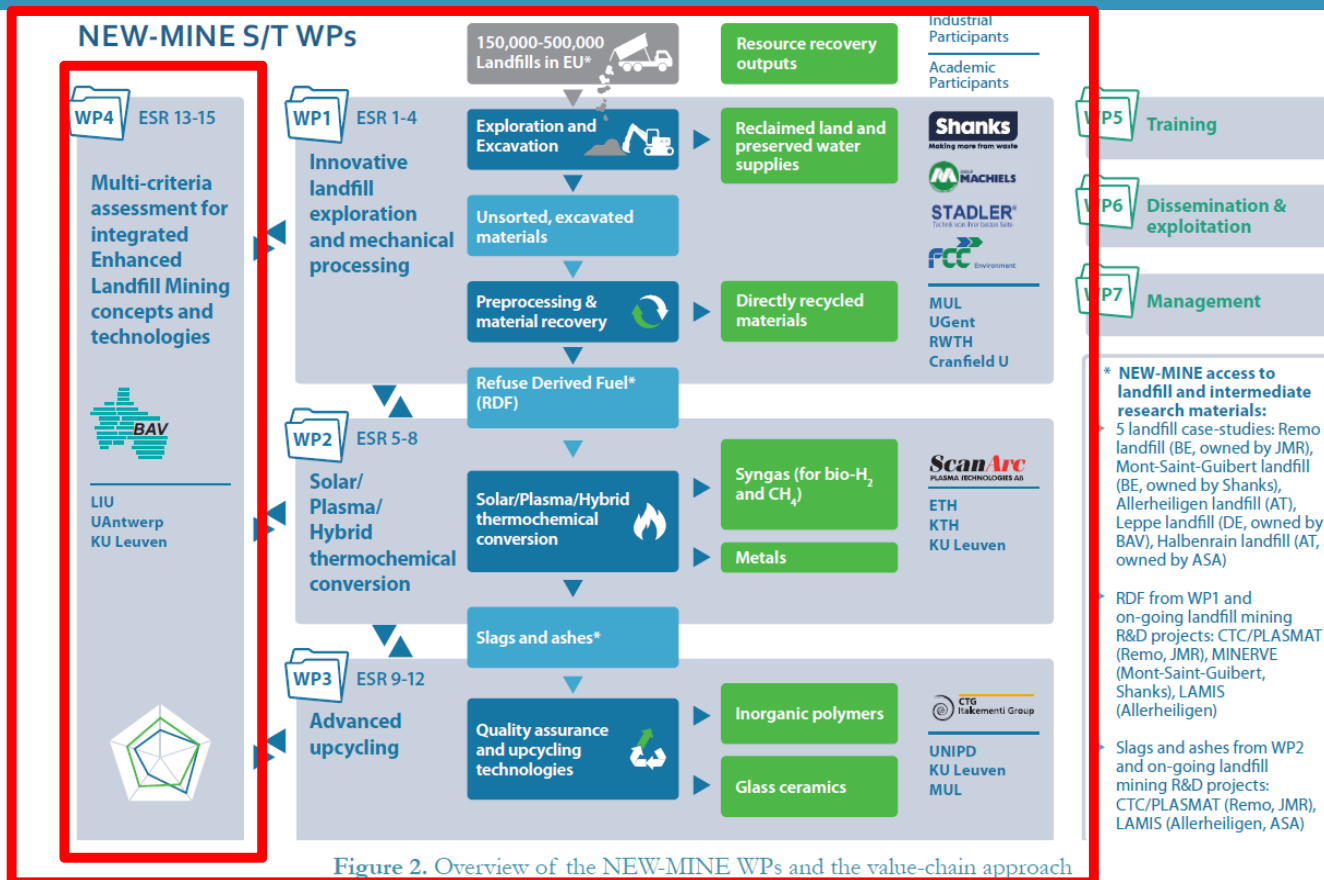 NEW-MINE S/T WPs
WP4 ESR 13-15
Multi-criteria
assessment for
integrated
Enhanced
Landfill Mining
concepts and
technologies
BAV
LIU
UAntwerp
KU Leuven
150,000-500,000
Landfills in EU*
Resource recovery
outputs
Industrial
Participants
Academic
Participants
WP1 ESR 1-4
Innovative
landfill
exploration
and mechanical
processing
Exploration and
Excavation
Reclaimed land and
preserved water
supplies
Unsorted, excavated
materials
Preprocessing &
material recovery
Directly recycled
materials
Refuse Derived Fuel*
(RDF)
Shanks
Making more from waste
MACHIELS
STADLER®
Technik von ihrer besten Seite
FCC Environment
MUL
UGent
RWTH
Cranfield U
WP2 ESR 5-8
Solar/
Plasma/
Hybrid
thermochemical
conversion
Solar/Plasma/Hybrid
thermochemical
conversion
Syngas (for bio-H₂
and CH₄)
Metals
Slags and ashes*
ScanArc
PLASMA TECHNOLOGIES AB
ETH
KTH
KU Leuven
WP3 ESR 9-12
Advanced
upcycling
Quality assurance
and upcycling
technologies
Inorganic polymers
Glass ceramics
CTG
Italcementi Group
UNIPD
KU Leuven
MUL
WP5 Training
WP6 Dissemination &
exploitation
WP7 Management
* NEW-MINE access to
landfill and intermediate
research materials:
5 landfill case-studies: Remo
landfill (BE, owned by JMR),
Mont-Saint-Guibert landfill
(BE, owned by Shanks),
Allerheiligen landfill (AT),
Leppe landfill (DE, owned by
BAV), Halbenrain landfill (AT,
owned by ASA)
RDF from WP1 and
on-going landfill mining
R&D projects: CTC/PLASMAT
(Remo, JMR), MINERVE
(Mont-Saint-Guibert,
Shanks), LAMIS
(Allerheiligen)
Slags and ashes from WP2
and on-going landfill
mining R&D projects:
CTC/PLASMAT (Remo, JMR),
LAMIS (Allerheiligen, ASA)
Figure 2. Overview of the NEW-MINE WPs and the value-chain approach